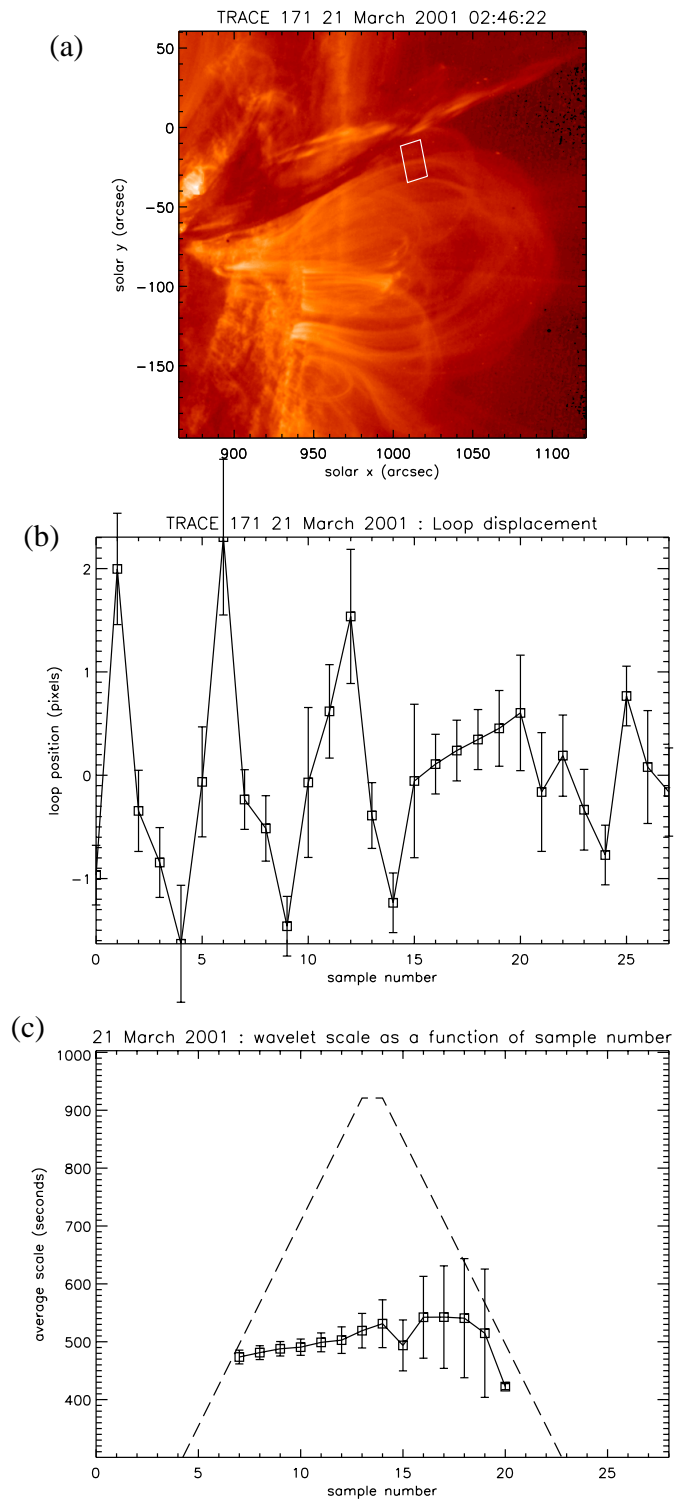 TRACE 171 21 March 2001 02:46:22
(a)
50
0
−50
−100
−150
solar y (arcsec)
900 950 1000 1050 1100
solar x (arcsec)
(b)
TRACE 171 21 March 2001 : Loop displacement
2
1
0
−1
loop position (pixels)
0 5 10 15 20 25
sample number
(c)
21 March 2001 : wavelet scale as a function of sample number
1000
900
800
700
600
500
400
average scale (seconds)
0 5 10 15 20 25
sample number